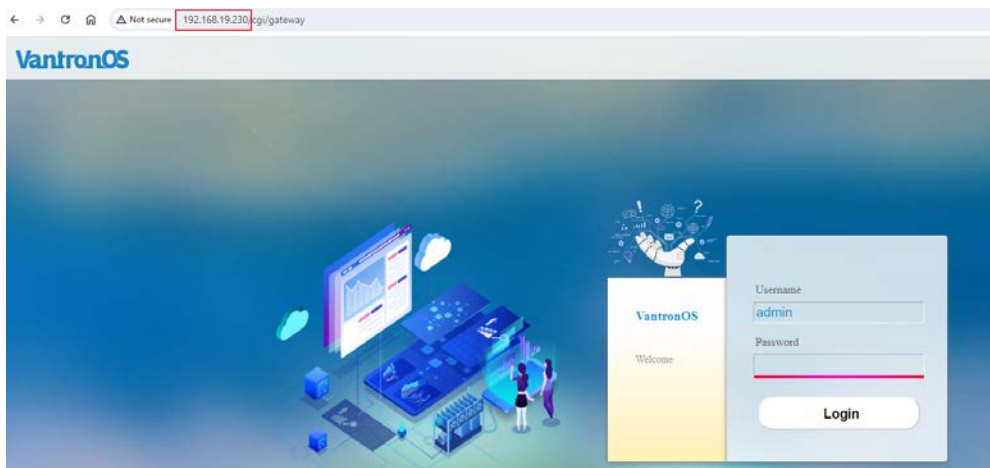 Not secure 192.168.19.230/cgi/gateway
VantronOS
Username
admin
VantronOS
Password
Welcome
Login